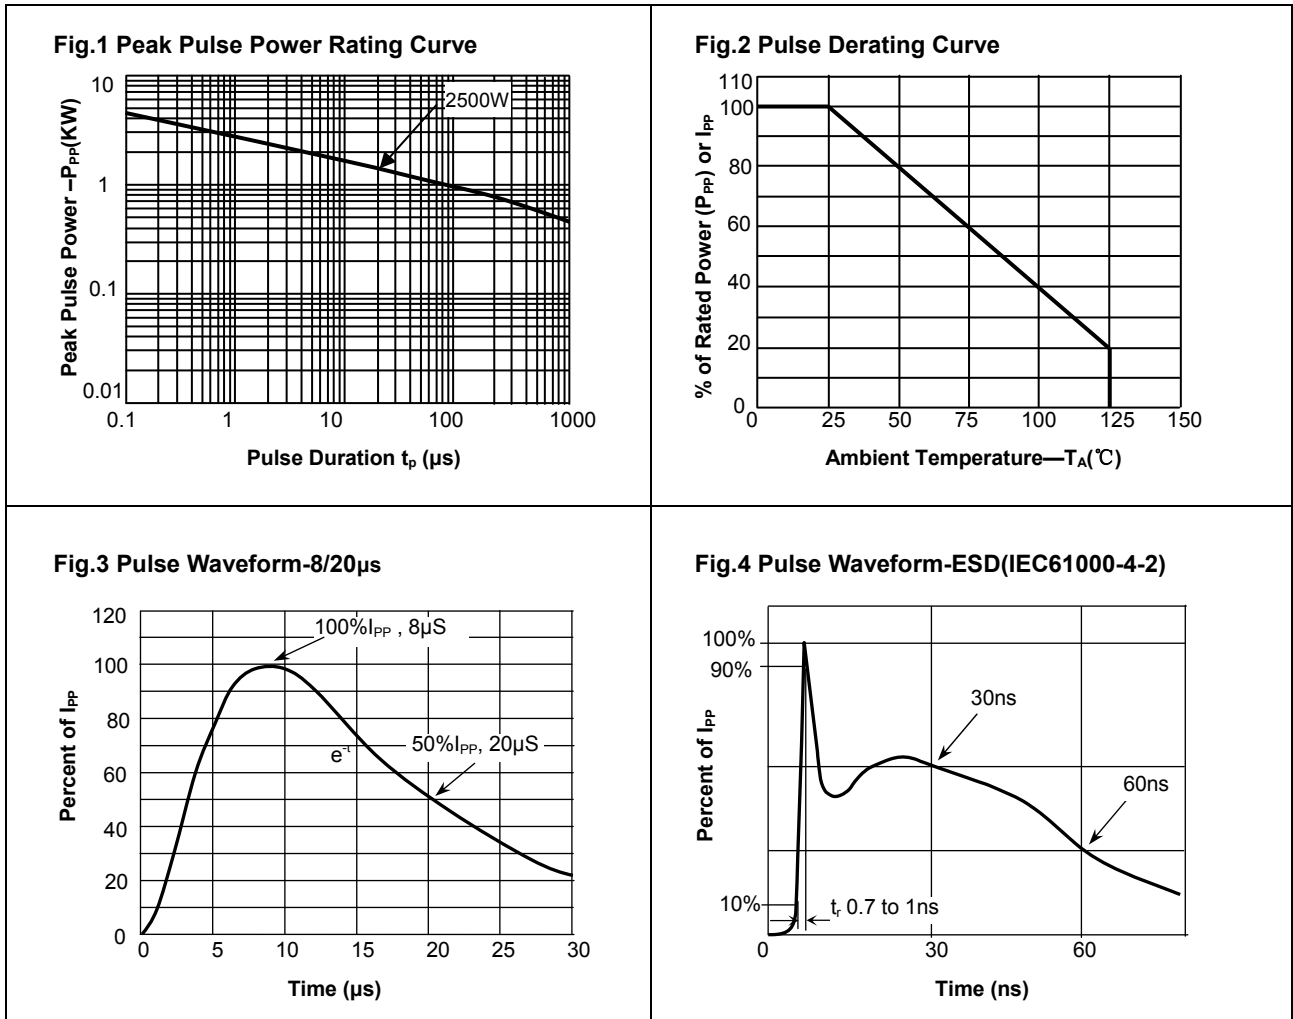 Fig.1 Peak Pulse Power Rating Curve
Peak Pulse Power –PPP(KW)
10
1
0.1
0.01
2500W
0.1 1 10 100 1000
Pulse Duration tp (µs)
Fig.2 Pulse Derating Curve
% of Rated Power (PPP) or IPP
110
100
80
60
40
20
0
25 50 75 100 125 150
Ambient Temperature—TA(℃)
Fig.3 Pulse Waveform-8/20µs
Percent of IPP
120
100
80
60
40
20
0
100%IPP , 8µS
e-t
50%IPP, 20µS
0 5 10 15 20 25 30
Time (µs)
Fig.4 Pulse Waveform-ESD(IEC61000-4-2)
Percent of IPP
100%
90%
10%
30ns
60ns
tr 0.7 to 1ns
0 30 60
Time (ns)